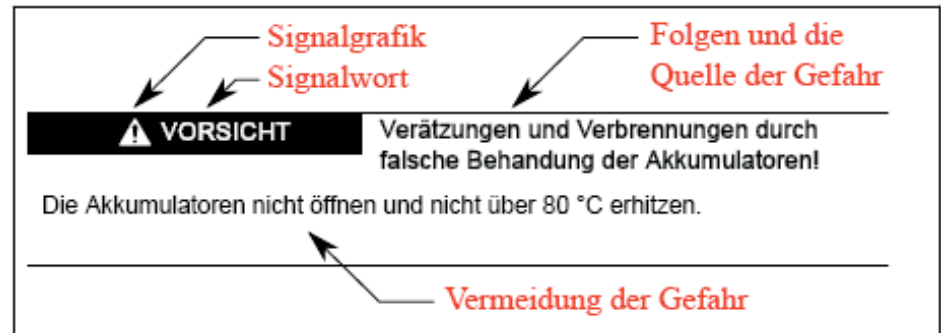 Signalgrafik
Signalwort
Folgen und die
Quelle der Gefahr
VORSICHT
Verätzungen und Verbrennungen durch
falsche Behandung der Akkumulatoren!
Die Akkumulatoren nicht öffnen und nicht über 80 °C erhitzen.
Vermeidung der Gefahr